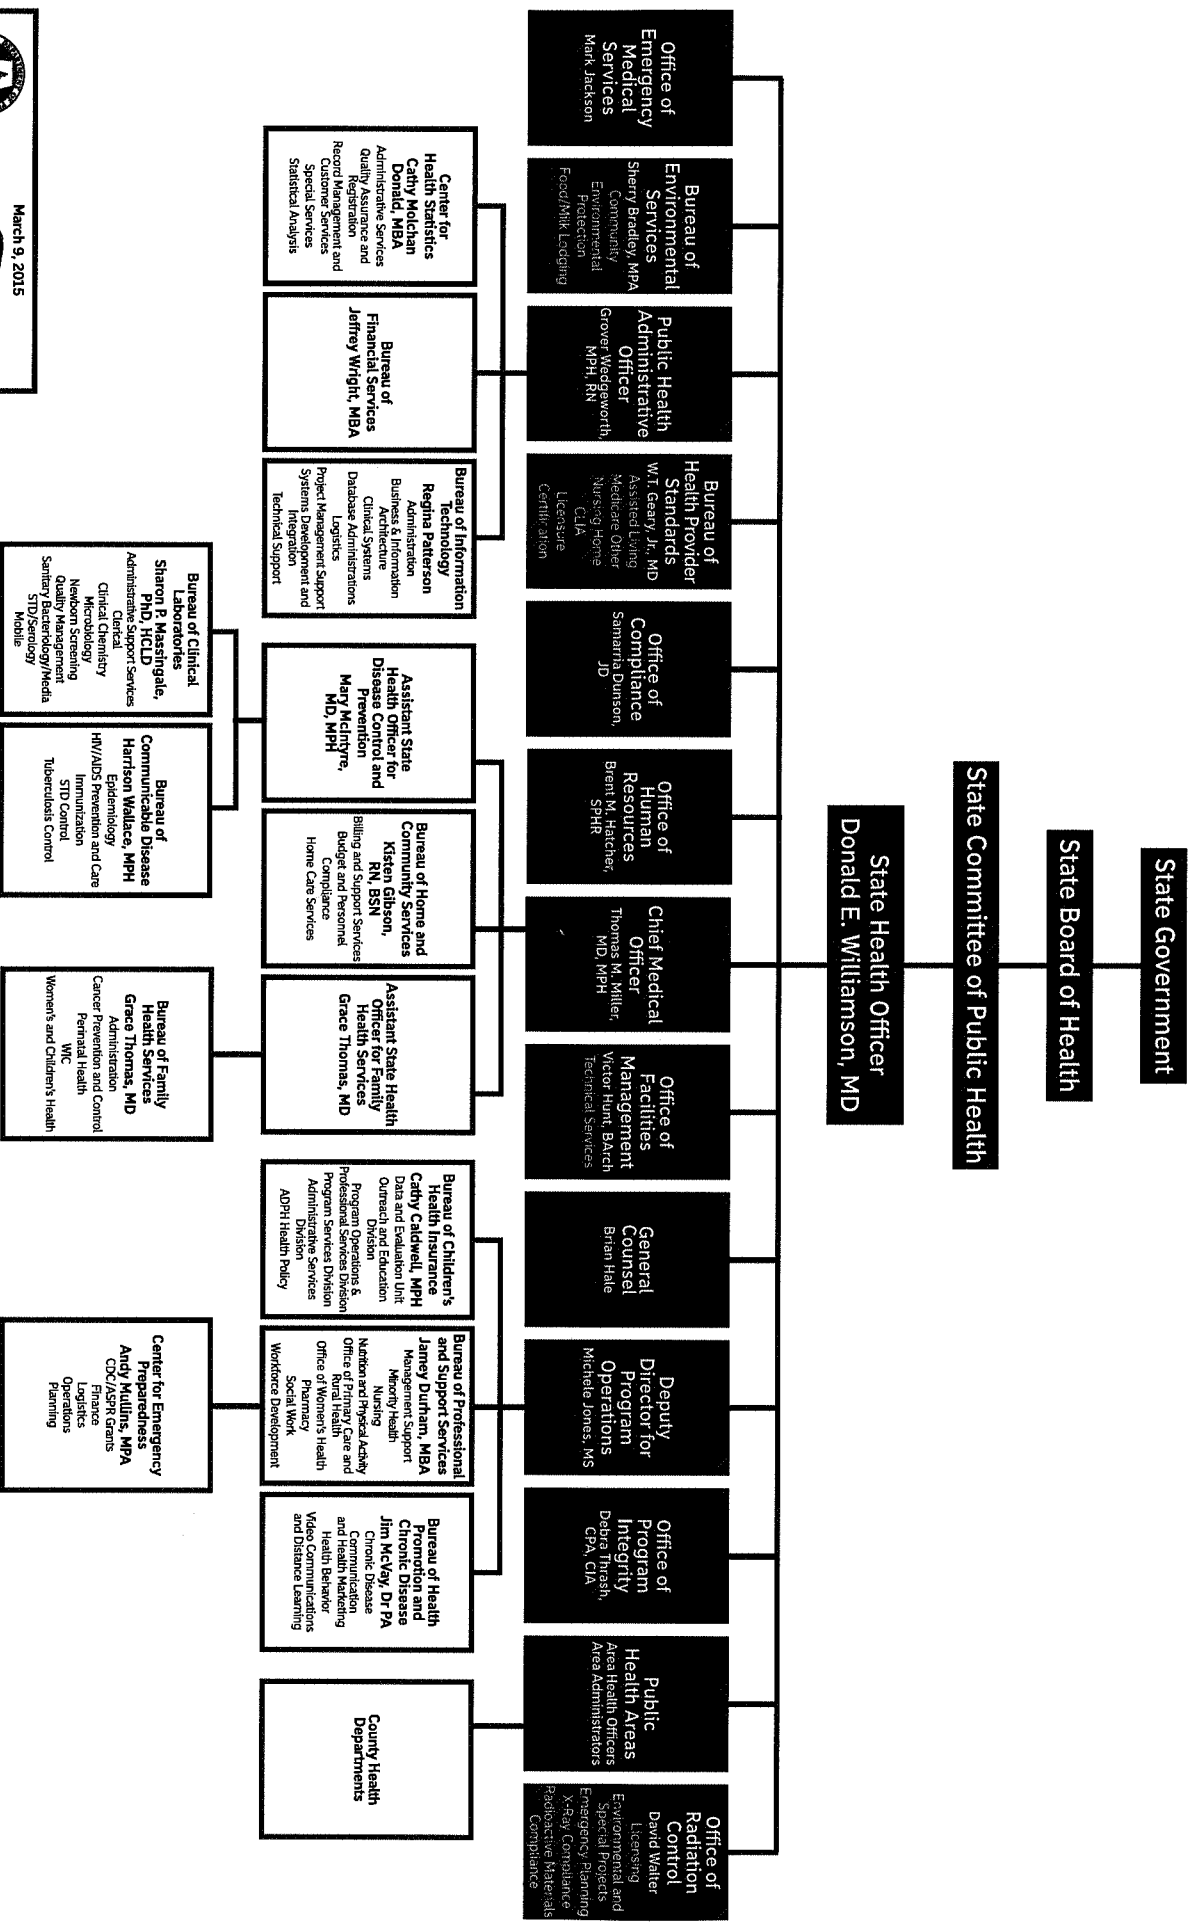 State Government
State Board of Health
State Committee of Public Health
State Health Officer
Donald E. Williamson, MD
Office of
Emergency
Medical
Services
Mark Jackson
Bureau of
Environmental
Services
Sherry Bradley, MPA
Community
Environmental
Protection
Food/Milk Lodging
Public Health
Administrative
Officer
Grover Wedgeworth,
MPH, RN
Bureau of
Health Provider
Standards
W.T. Geary, Jr., MD
Assisted Living
Medicare Other
Nursing Home
CLIA
Licensure
Certification
Office of
Compliance
Samarria Dunson,
JD
Office of
Human
Resources
Brent M. Hatcher,
SPHR
Chief Medical
Officer
Thomas M. Miller,
MD, MPH
Office of
Facilities
Management
Victor Hunt, BArch
Technical Services
General
Counsel
Brian Hale
Deputy
Director for
Program
Operations
Michele Jones, MS
Office of
Program
Integrity
Debra Thrash,
CPA, CIA
Public
Health Areas
Area Health Officers
Area Administrators
Office of
Radiation
Control
David Walter
Licensing
Environmental and
Special Projects
Emergency Planning
X-Ray Compliance
Radioactive Materials
Compliance
Center for
Health Statistics
Cathy Molchan
Donald, MBA
Administrative Services
Quality Assurance and
Registration
Record Management and
Customer Services
Special Services
Statistical Analysis
Bureau of
Financial Services
Jeffrey Wright, MBA
Bureau of Information
Technology
Regina Patterson
Administration
Business & Information
Architecture
Clinical Systems
Database Administrations
Logistics
Project Management Support
Systems Development and
Integration
Technical Support
Assistant State
Health Officer for
Disease Control and
Prevention
Mary McIntyre,
MD, MPH
Bureau of Home and
Community Services
Kisten Gibson,
RN, BSN
Billing and Support Services
Budget and Personnel
Compliance
Home Care Services
Assistant State Health
Officer for Family
Health Services
Grace Thomas, MD
Bureau of Children's
Health Insurance
Cathy Caldwell, MPH
Data and Evaluation Unit
Outreach and Education
Division
Program Operations &
Professional Services Division
Program Services Division
Administrative Services
Division
ADPH Health Policy
Bureau of Professional
and Support Services
Jamey Durham, MBA
Management Support
Minority Health
Nursing
Nutrition and Physical Activity
Office of Primary Care and
Rural Health
Office of Women's Health
Pharmacy
Social Work
Workforce Development
Bureau of Health
Promotion and
Chronic Disease
Jim McVay, Dr PA
Chronic Disease
Communication
and Health Marketing
Health Behavior
Video Communications
and Distance Learning
County Health
Departments
Bureau of Clinical
Laboratories
Sharon P. Massingale,
PhD, HCLD
Administrative Support Services
Clerical
Clinical Chemistry
Microbiology
Newborn Screening
Quality Management
Sanitary Bacteriology/Media
STD/Serology
Mobile
Bureau of
Communicable Disease
Harrison Wallace, MPH
Epidemiology
HIV/AIDS Prevention and Care
Immunization
STD Control
Tuberculosis Control
Bureau of Family
Health Services
Grace Thomas, MD
Administration
Cancer Prevention and Control
Perinatal Health
WIC
Women's and Children's Health
Center for Emergency
Preparedness
Andy Mullins, MPA
CDC/ASPR Grants
Finance
Logistics
Operations
Planning
March 9, 2015